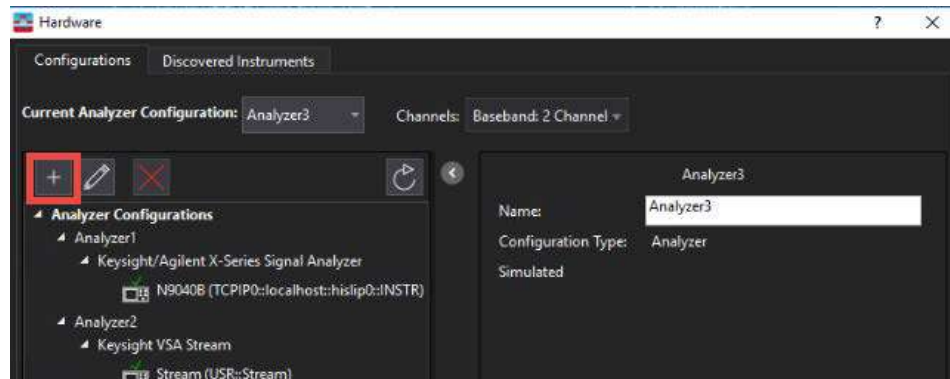 Hardware
Configurations Discovered Instruments
Current Analyzer Configuration: Analyzer3 Channels: Baseband: 2 Channel
Analyzer3
Analyzer Configurations
Name: Analyzer3
Analyzer1
Configuration Type: Analyzer
Keysight/Agilent X-Series Signal Analyzer
Simulated
N9040B (TCPIP0::localhost::hislip0::INSTR)
Analyzer2
Keysight VSA Stream
Stream (USR::Stream)